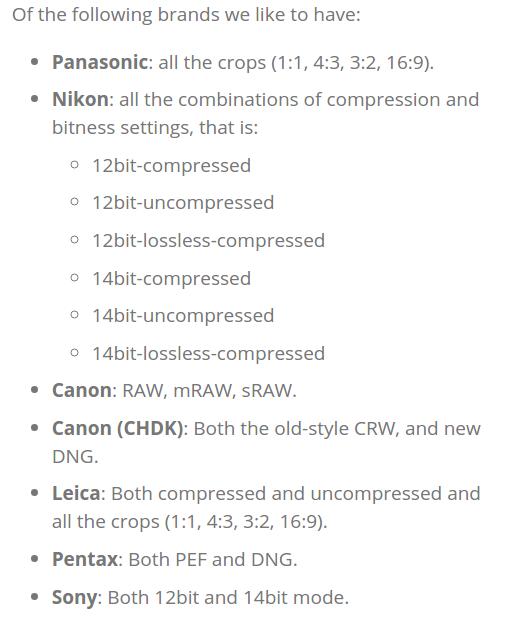 Of the following brands we like to have:
Panasonic: all the crops (1:1, 4:3, 3:2, 16:9).
Nikon: all the combinations of compression and
bitness settings, that is:
12bit-compressed
12bit-uncompressed
12bit-lossless-compressed
14bit-compressed
14bit-uncompressed
14bit-lossless-compressed
Canon: RAW, mRAW, sRAW.
Canon (CHDK): Both the old-style CRW, and new
DNG.
Leica: Both compressed and uncompressed and
all the crops (1:1, 4:3, 3:2, 16:9).
Pentax: Both PEF and DNG.
Sony: Both 12bit and 14bit mode.